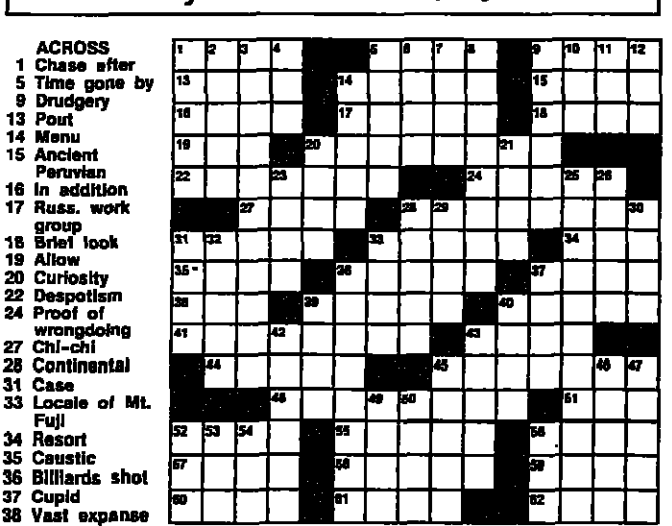 ACROSS
1 Chase after
5 Time gone by
9 Drudgery
13 Pout
14 Menu
15 Ancient
Peruvian
16 In addition
17 Russ. work
group
18 Brief look
19 Allow
20 Curiosity
22 Despotism
24 Proof of
wrongdoing
27 Chi-chi
28 Continental
31 Case
33 Locale of Mt.
Fuji
34 Resort
35 Caustic
36 Billiards shot
37 Cupid
38 Vast expanse
1 2 3 4 5 6 7 8 9 10 11 12
13 14 15
16 17 18
19 20 21
22 23 24 25 26
27 28 29 30
31 32 33 34
35 36 37
38 39 40
41 42 43
44 45 46 47
48 49 50 51
52 53 54 55 56
57 58 59
60 61 62